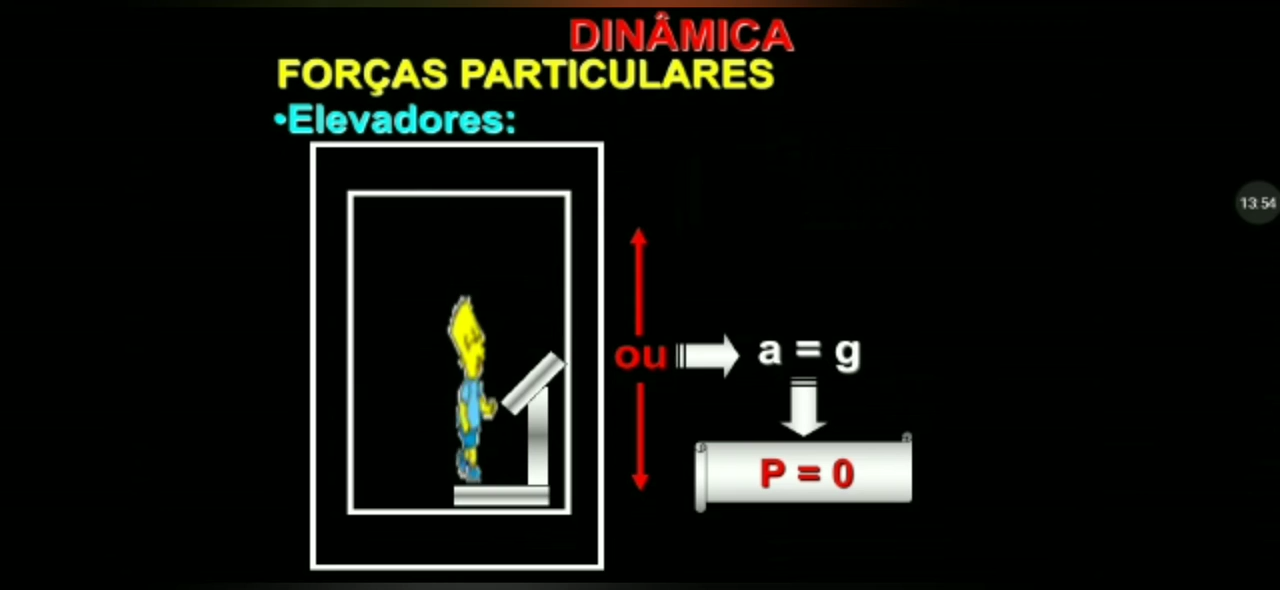 DINÂMICA
FORÇAS PARTICULARES
•Elevadores:
13:54
ou
a = g
P = 0